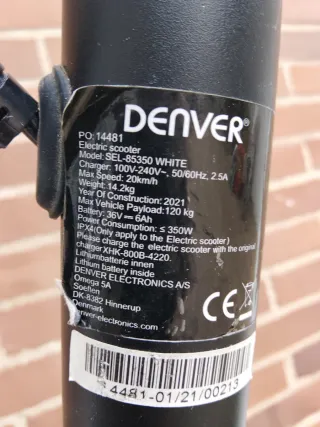 DENVER®
PO: 14481
Electric scooter
Model: SEL-85350 WHITE
Charger: 100V-240V~, 50/60Hz, 2.5A
Max Speed: 20km/h
Weight: 14.2kg
Year Of Construction: 2021
Max Vehicle Payload: 120 kg
Battery: 36V⎓ 6Ah
Power Consumption: ≤ 350W
IPX4(Only apply to the Electric scooter)
Please charge the electric scooter with the original
chargerXHK-800B-4220.
Lithiumbatterie innen
Lithium battery inside
DENVER ELECTRONICS A/S
Omega 5A
Soeften
DK-8382 Hinnerup
Denmark
denver-electronics.com
CE
14481-01/21/00213